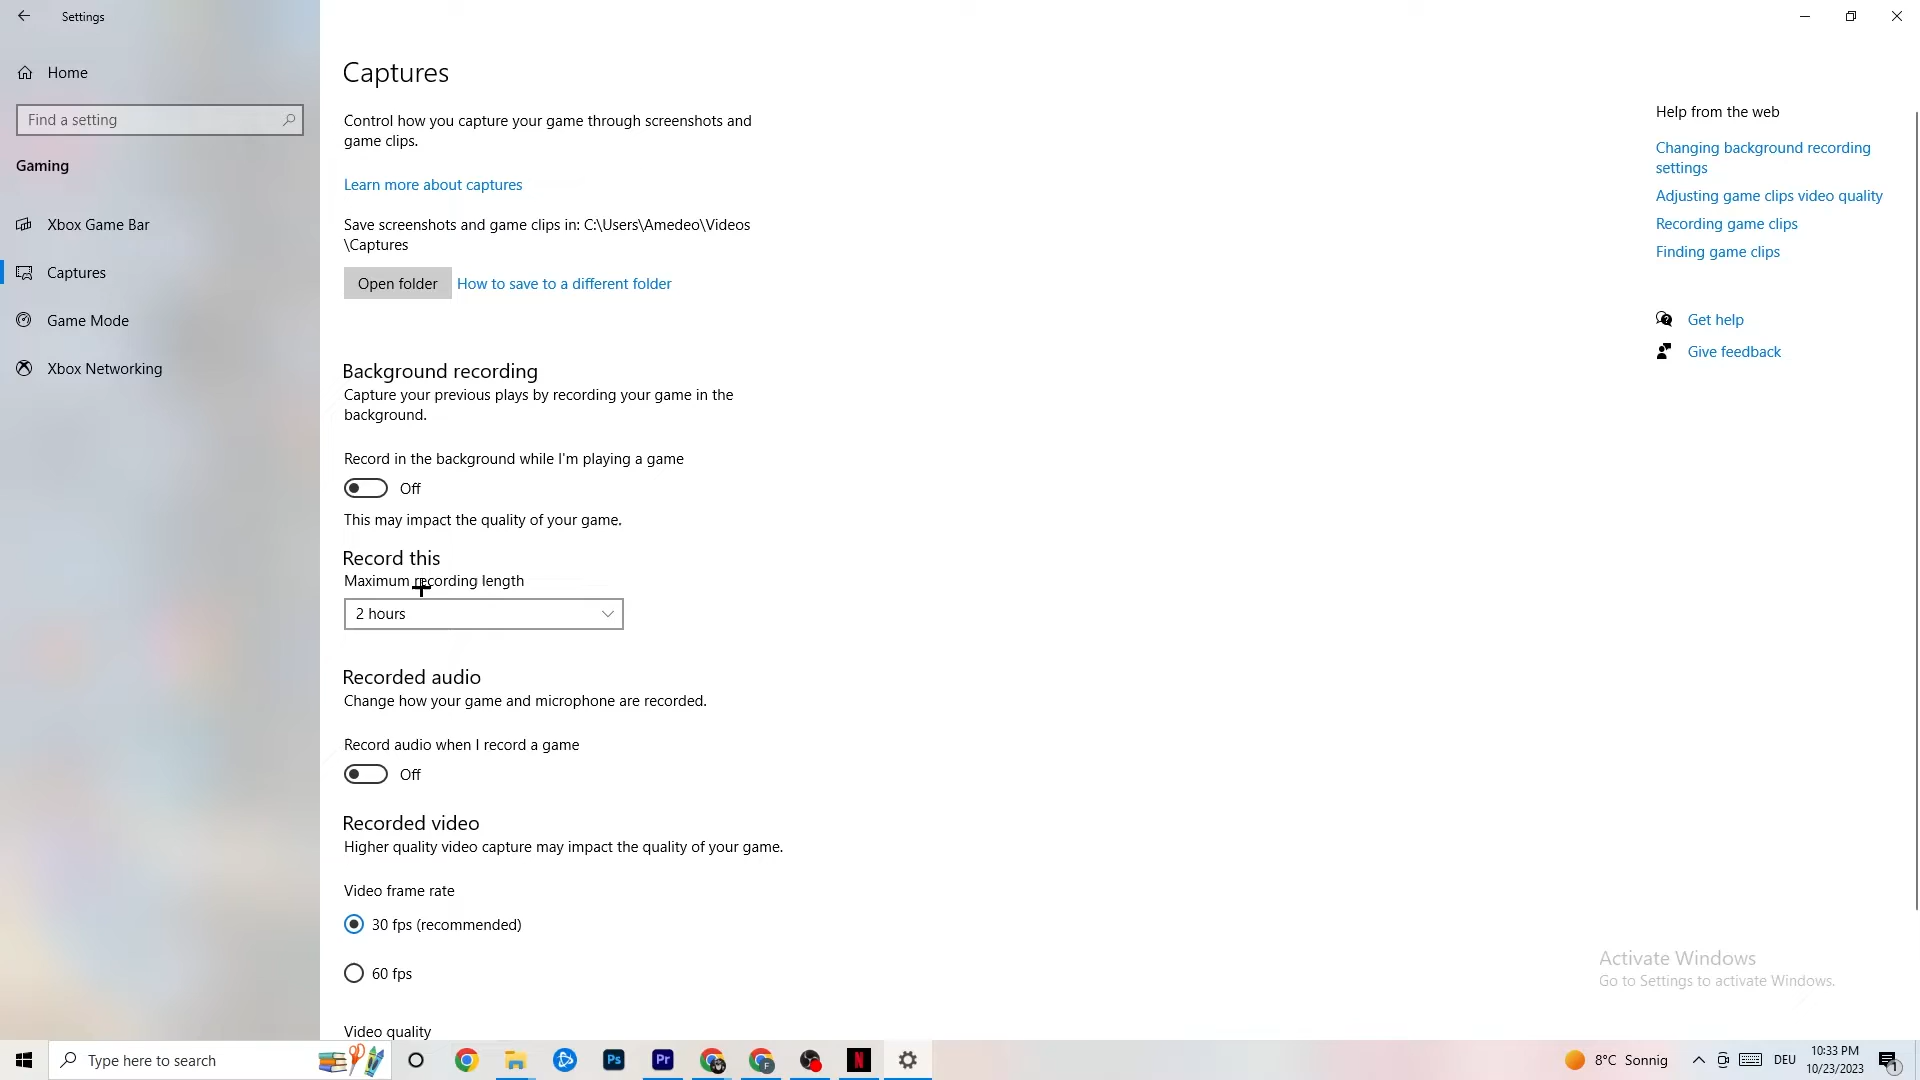 Settings
Home
Find a setting
Gaming
Xbox Game Bar
Captures
Game Mode
Xbox Networking
Captures
Control how you capture your game through screenshots and
game clips.
Learn more about captures
Save screenshots and game clips in: C:\Users\Amedeo\Videos
\Captures
Open folder
How to save to a different folder
Background recording
Capture your previous plays by recording your game in the
background.
Record in the background while I'm playing a game
Off
This may impact the quality of your game.
Record this
Maximum recording length
2 hours
Recorded audio
Change how your game and microphone are recorded.
Record audio when I record a game
Off
Recorded video
Higher quality video capture may impact the quality of your game.
Video frame rate
30 fps (recommended)
60 fps
Video quality
Help from the web
Changing background recording
settings
Adjusting game clips video quality
Recording game clips
Finding game clips
Get help
Give feedback
Activate Windows
Go to Settings to activate Windows.
Type here to search
Ps
Pr
F
N
8°C Sonnig
DEU
10:33 PM
10/23/2023
1